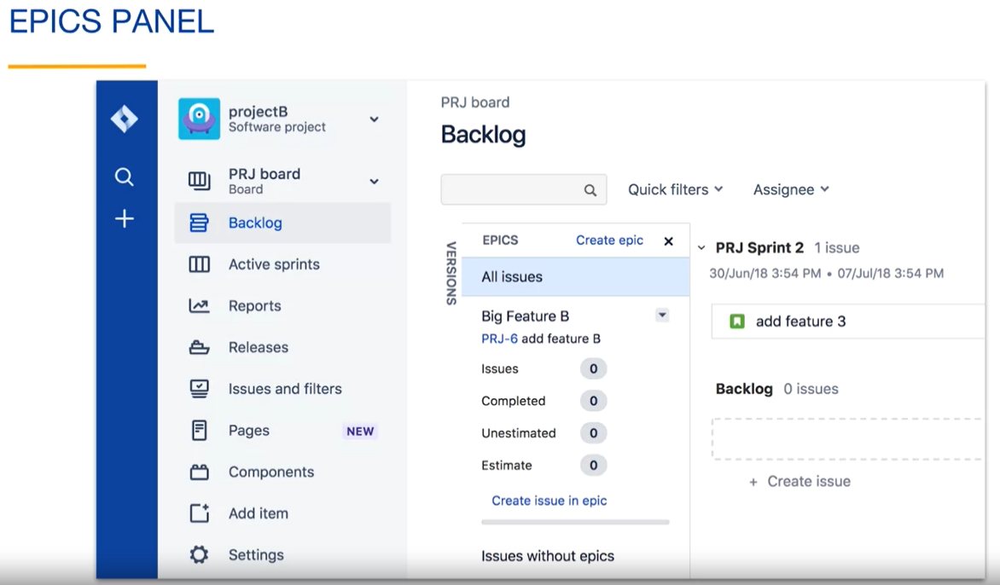 EPICS PANEL
projectB
Software project
PRJ board
Board
Backlog
Active sprints
Reports
Releases
Issues and filters
Pages NEW
Components
Add item
Settings
PRJ board
Backlog
Quick filters Assignee
VERSIONS
EPICS Create epic
All issues
Big Feature B
PRJ-6 add feature B
Issues 0
Completed 0
Unestimated 0
Estimate 0
Create issue in epic
Issues without epics
PRJ Sprint 2 1 issue
30/Jun/18 3:54 PM • 07/Jul/18 3:54 PM
add feature 3
Backlog 0 issues
+ Create issue